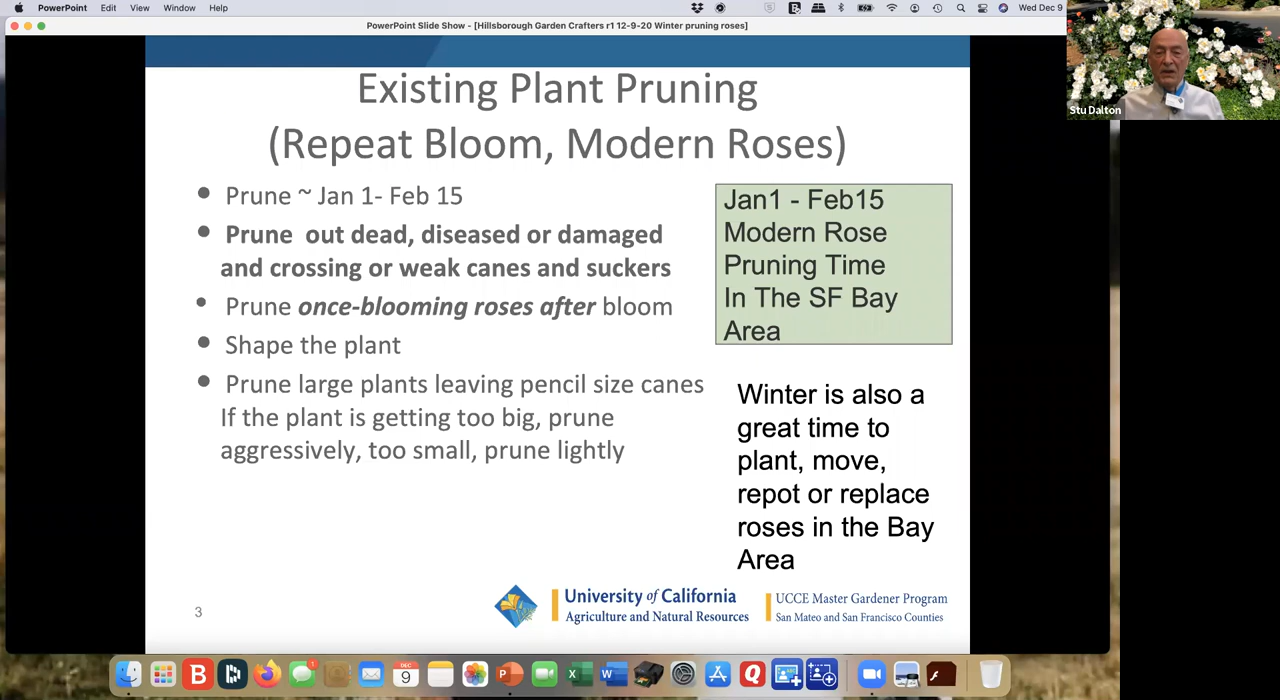 PowerPoint Edit View Window Help
Wed Dec 9
PowerPoint Slide Show - [Hillsborough Garden Crafters r1 12-9-20 Winter pruning roses]
Stu Dalton
Existing Plant Pruning
(Repeat Bloom, Modern Roses)
• Prune ~ Jan 1- Feb 15
• Prune out dead, diseased or damaged
and crossing or weak canes and suckers
• Prune once-blooming roses after bloom
• Shape the plant
• Prune large plants leaving pencil size canes
If the plant is getting too big, prune
aggressively, too small, prune lightly
Jan1 - Feb15
Modern Rose
Pruning Time
In The SF Bay
Area
Winter is also a
great time to
plant, move,
repot or replace
roses in the Bay
Area
3
University of California
Agriculture and Natural Resources
UCCE Master Gardener Program
San Mateo and San Francisco Counties
B
1
DEC
9
P
X
W
A
Q